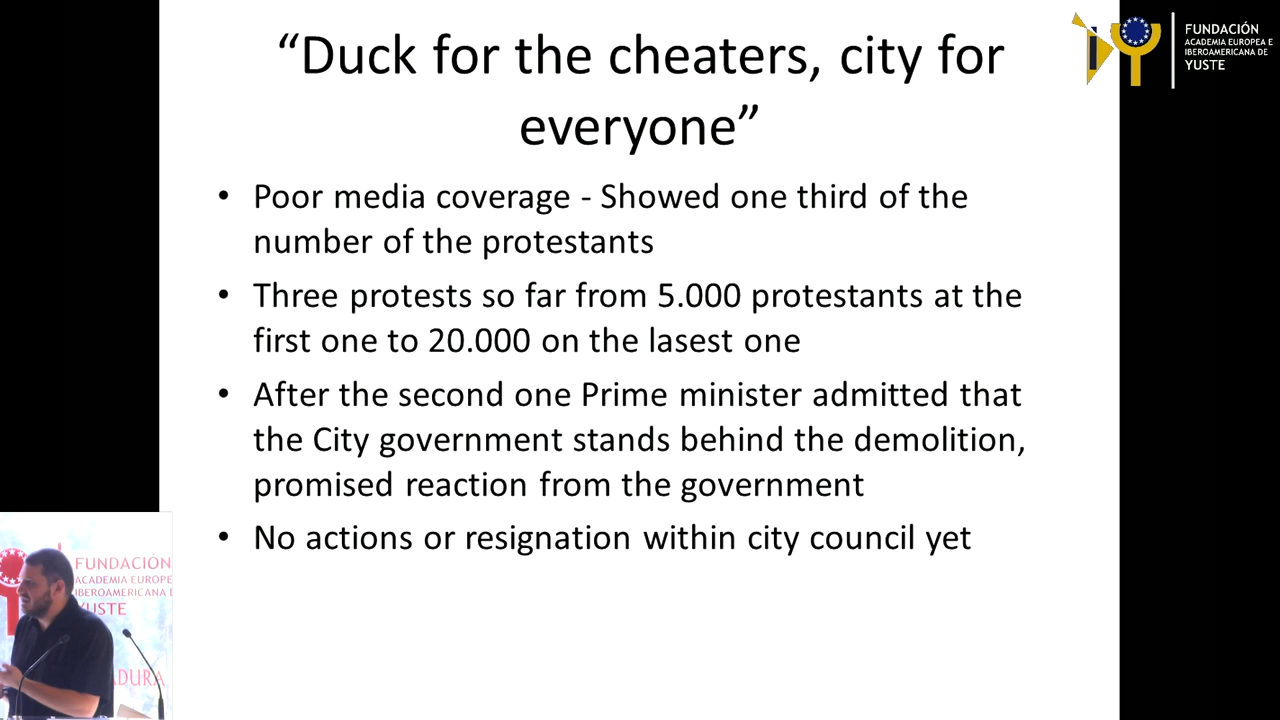 “Duck for the cheaters, city for
everyone”
• Poor media coverage - Showed one third of the
number of the protestants
• Three protests so far from 5.000 protestants at the
first one to 20.000 on the lasest one
• After the second one Prime minister admitted that
the City government stands behind the demolition,
promised reaction from the government
• No actions or resignation within city council yet
FUNDACIÓN
ACADEMIA EUROPEA E
IBEROAMERICANA DE
YUSTE
FUNDACIÓN
ACADEMIA EUROPE
IBEROAMERICANA
YUSTE
ADURA